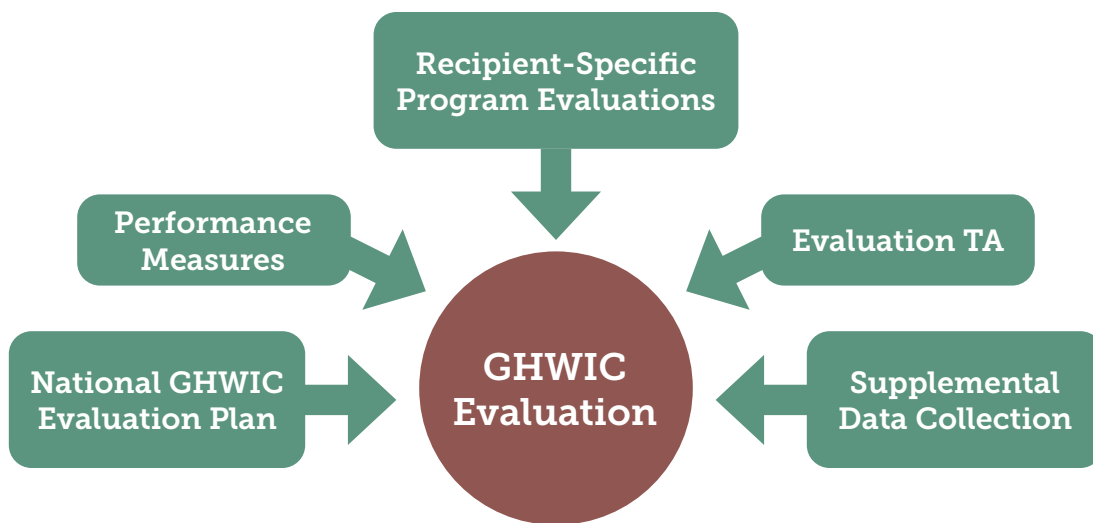 Recipient-Specific
Program Evaluations
Performance
Measures
Evaluation TA
National GHWIC
Evaluation Plan
GHWIC
Evaluation
Supplemental
Data Collection